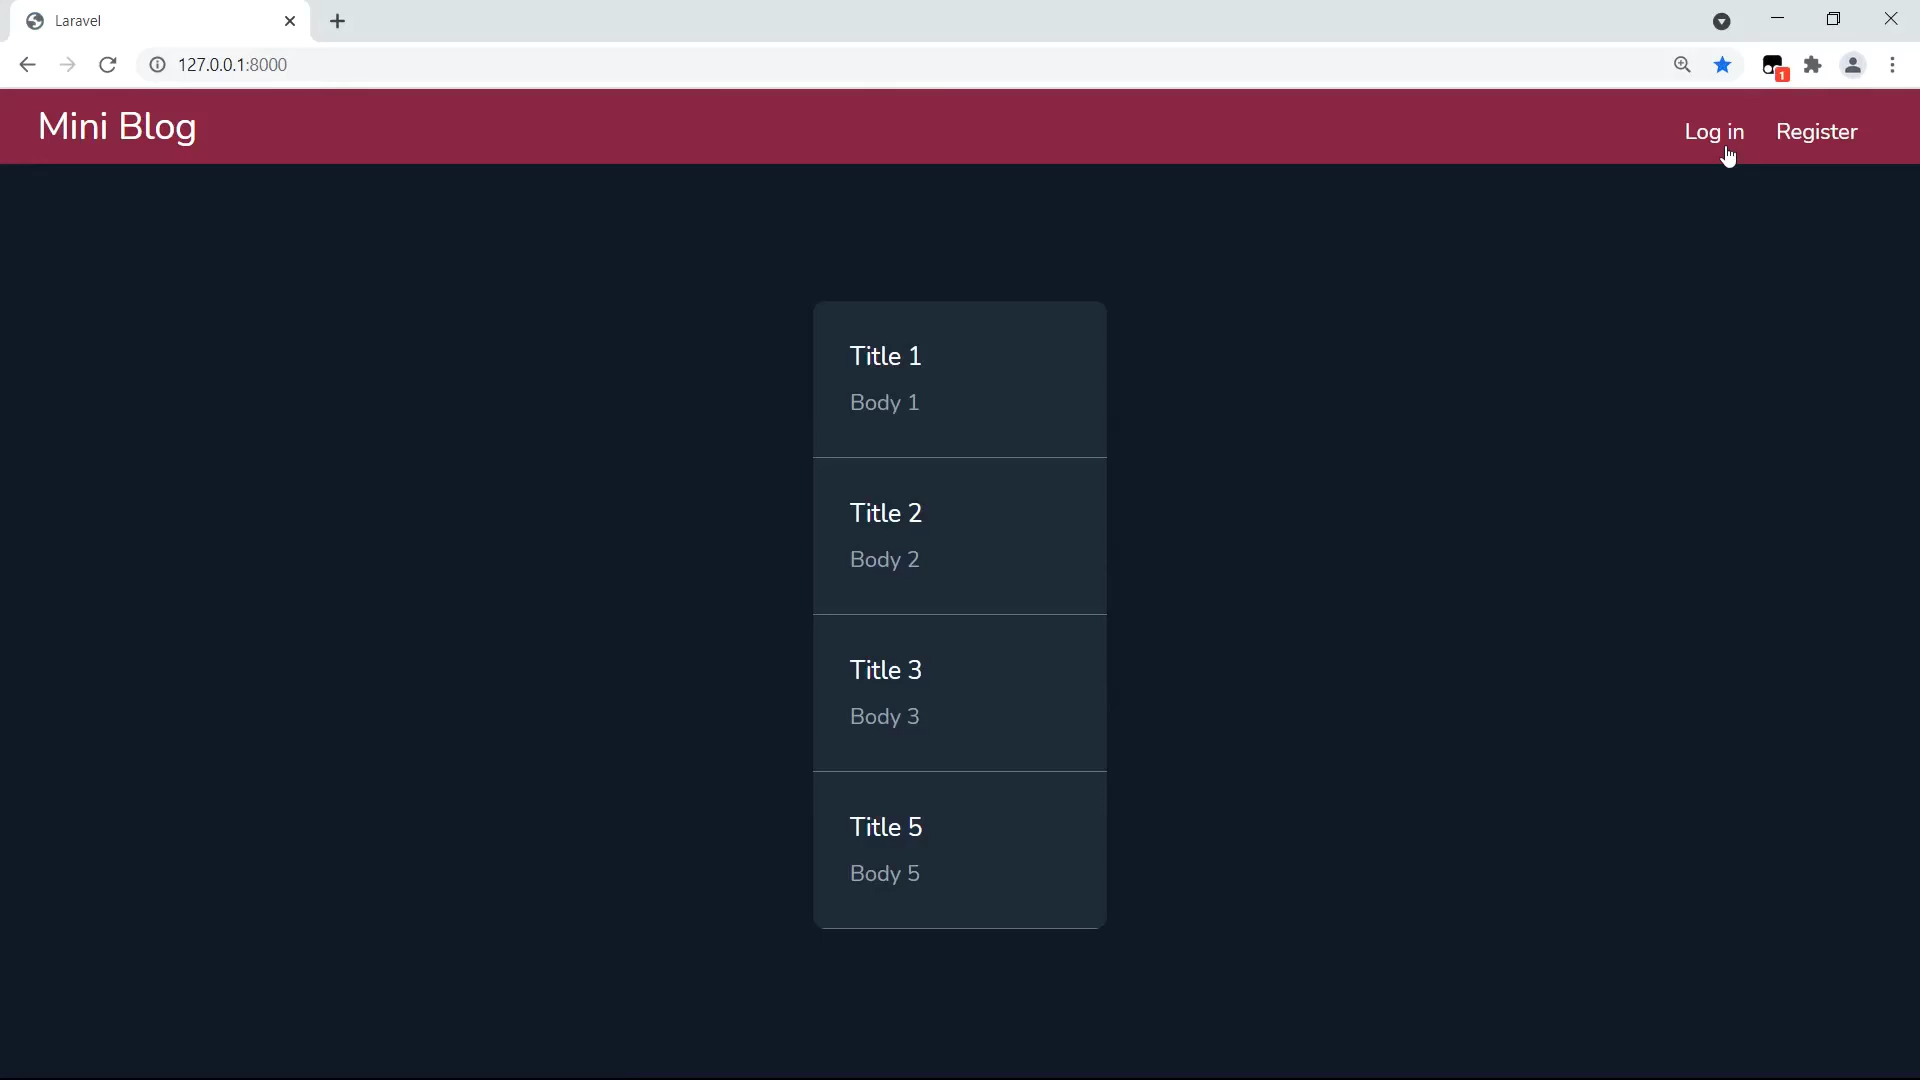 Laravel
127.0.0.1:8000
1
Mini Blog
Log in Register
Title 1
Body 1
Title 2
Body 2
Title 3
Body 3
Title 5
Body 5